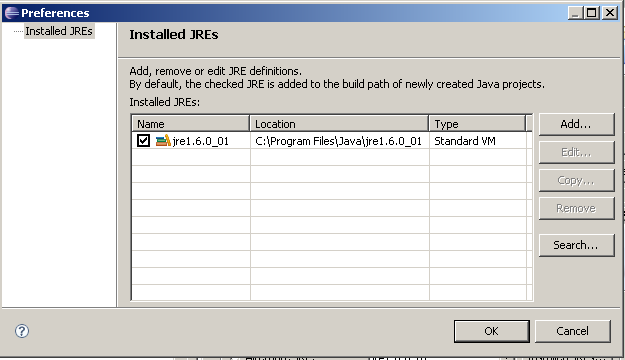 Preferences
Installed JREs
Installed JREs
Add, remove or edit JRE definitions.
By default, the checked JRE is added to the build path of newly created Java projects.
Installed JREs:
Name Location Type
jre1.6.0_01 C:\Program Files\Java\jre1.6.0_01 Standard VM
Add...
Edit...
Copy...
Remove
Search...
?
OK Cancel